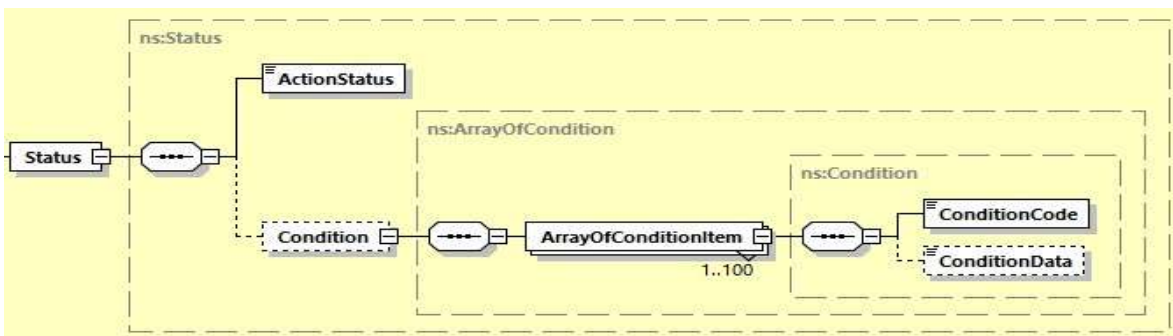 ns:Status
ActionStatus
ns:ArrayOfCondition
Status
ns:Condition
ConditionCode
Condition
ArrayOfConditionItem
ConditionData
1..100